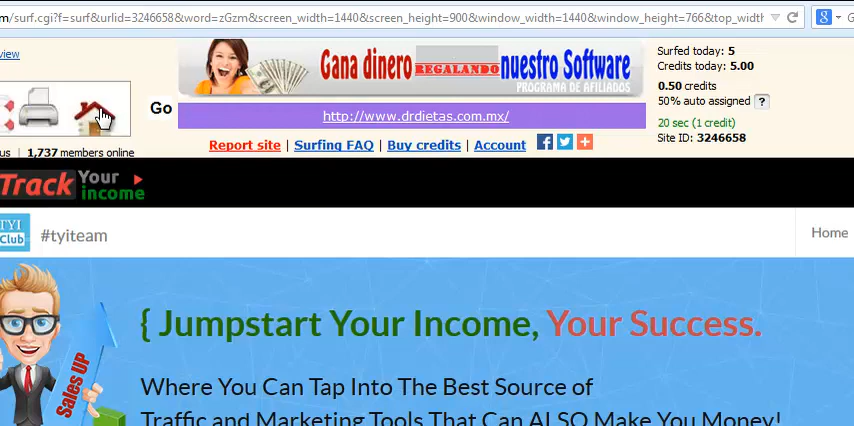 m/surf.cgi?f=surf&urlid=3246658&word=zGzm&screen_width=1440&screen_height=900&window_width=1440&window_height=766&top_width
view
Gana dinero REGALANDO nuestro Software
PROGRAMA DE AFILIADOS
Surfed today: 5
Credits today: 5.00
0.50 credits
50% auto assigned ?
20 sec (1 credit)
Site ID: 3246658
Go
http://www.drdietas.com.mx/
us | 1,737 members online
Report site | Surfing FAQ | Buy credits | Account
Track Your income
TYI Club
#tyiteam
Home
{ Jumpstart Your Income, Your Success.
Sales UP
Where You Can Tap Into The Best Source of
Traffic and Marketing Tools That Can ALSO Make You Money!